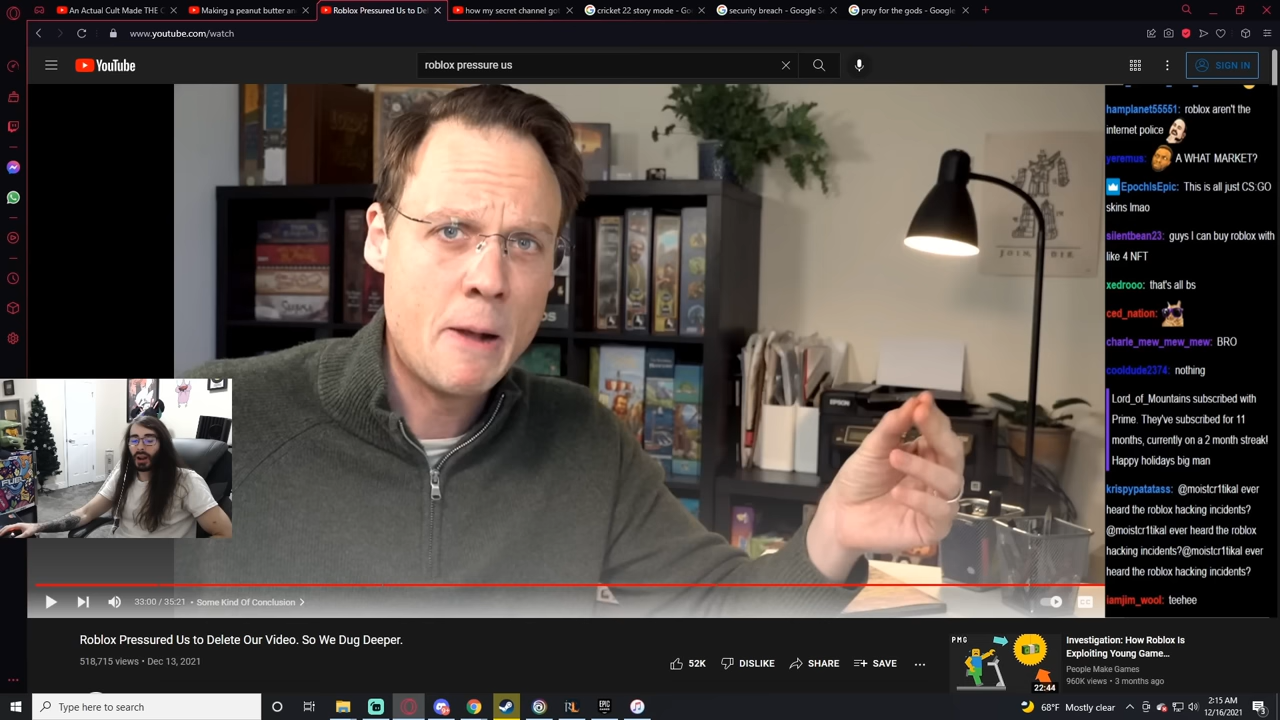 An Actual Cult Made THE
Making a peanut butter an
Roblox Pressured Us to De
how my secret channel go
cricket 22 story mode - Go
security breach - Google S
pray for the gods - Google
www.youtube.com/watch
YouTube
roblox pressure us
SIGN IN
hamplanet55551: roblox aren't the
internet police
yeremus: A WHAT MARKET?
EpochIsEpic: This is all just CS:GO
skins lmao
silentbean23: guys I can buy roblox with
like 4 NFT
xedrooo: that's all bs
ced_nation:
charle_mew_mew_mew: BRO
cooldude2374: nothing
Lord_of_Mountains subscribed with
Prime. They've subscribed for 11
months, currently on a 2 month streak!
Happy holidays big man
krispypatatass: @moistcr1tikal ever
heard the roblox hacking incidents?
@moistcr1tikal ever heard the roblox
hacking incidents?@moistcr1tikal ever
heard the roblox hacking incidents?
iamjim_wool: teehee
JOIN, or DIE
EPSON
33:00 / 35:21 • Some Kind Of Conclusion
CC
Roblox Pressured Us to Delete Our Video. So We Dug Deeper.
518,715 views • Dec 13, 2021
52K
DISLIKE
SHARE
SAVE
PMG
22:44
Investigation: How Roblox Is
Exploiting Young Game...
People Make Games
960K views • 3 months ago
Type here to search
EPIC
68°F Mostly clear
2:15 AM
12/16/2021
3